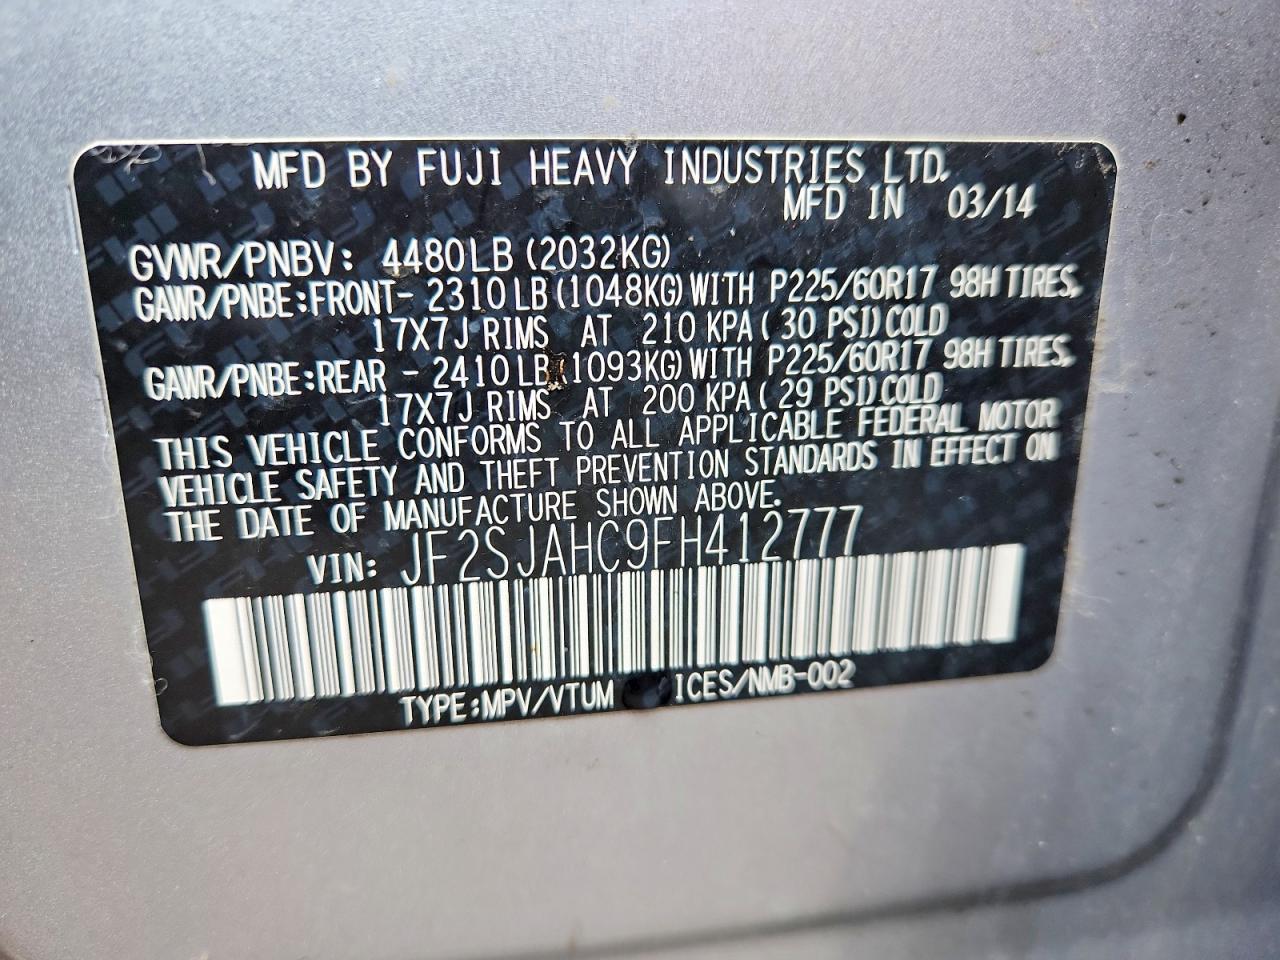 MFD BY FUJI HEAVY INDUSTRIES LTD.
MFD IN 03/14
GVWR/PNBV: 4480LB (2032KG)
GAWR/PNBE:FRONT- 2310LB(1048KG)WITH P225/60R17 98H TIRES,
17X7J RIMS AT 210 KPA( 30 PSI)COLD
GAWR/PNBE:REAR - 2410LB(1093KG)WITH P225/60R17 98H TIRES,
17X7J RIMS AT 200 KPA( 29 PSI)COLD
THIS VEHICLE CONFORMS TO ALL APPLICABLE FEDERAL MOTOR
VEHICLE SAFETY AND THEFT PREVENTION STANDARDS IN EFFECT ON
THE DATE OF MANUFACTURE SHOWN ABOVE.
VIN: JF2SJAHC9FH412777
TYPE:MPV/VTUM ICES/NMB-002